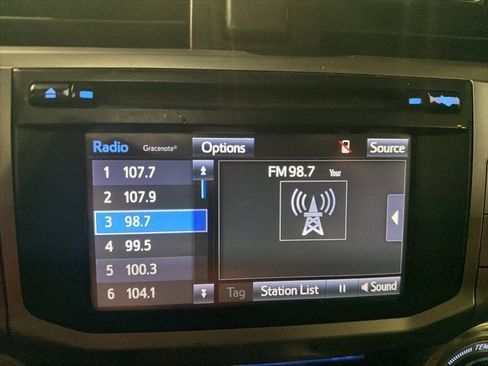 Radio Gracenote® Options Source
1 107.7
2 107.9
3 98.7
4 99.5
5 100.3
6 104.1
FM 98.7 Your
Tag Station List Sound
TEMP